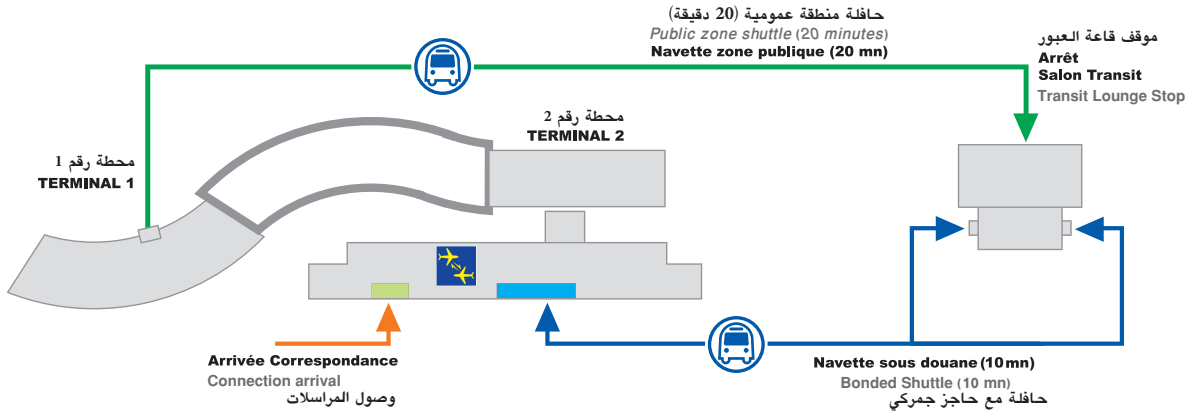 حافلة منطقة عمومية (20 دقيقة)
Public zone shuttle (20 minutes)
Navette zone publique (20 mn)
موقف قاعة العبور
Arrêt
Salon Transit
Transit Lounge Stop
محطة رقم 2
TERMINAL 2
محطة رقم 1
TERMINAL 1
Arrivée Correspondance
Connection arrival
وصول المراسلات
Navette sous douane (10mn)
Bonded Shuttle (10 mn)
حافلة مع حاجز جمركي